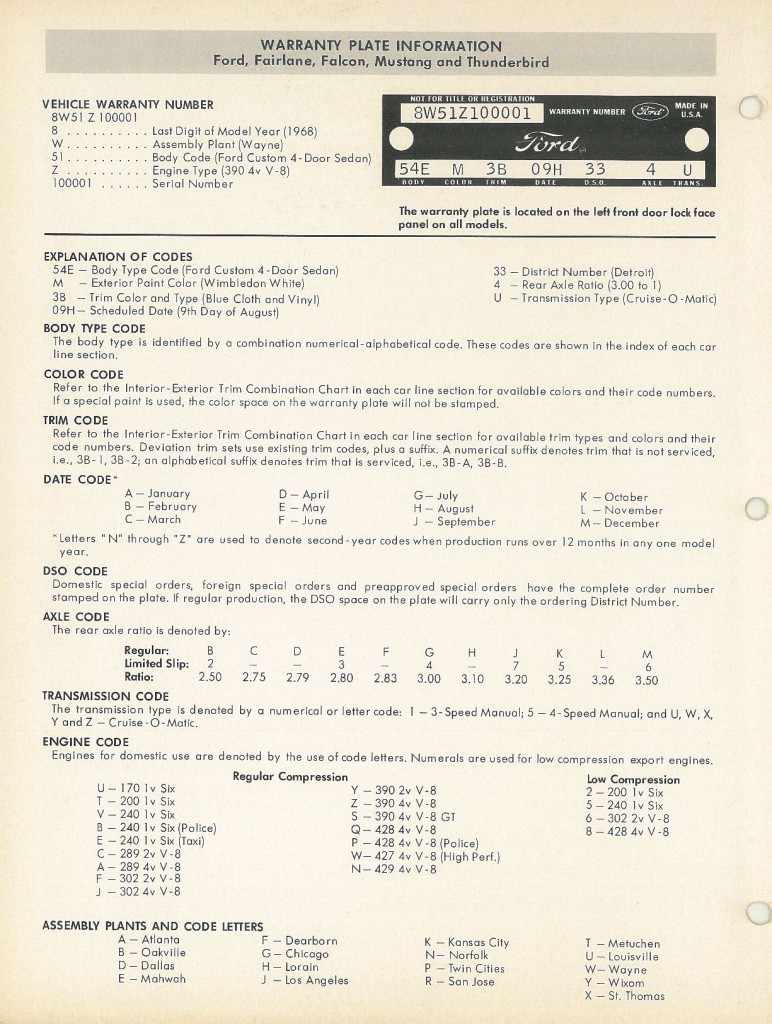 WARRANTY PLATE INFORMATION
Ford, Fairlane, Falcon, Mustang and Thunderbird
VEHICLE WARRANTY NUMBER
8W51 Z 100001
8 . . . . . . . . . . Last Digit of Model Year (1968)
W . . . . . . . . . . Assembly Plant (Wayne)
51 . . . . . . . . . . Body Code (Ford Custom 4-Door Sedan)
Z . . . . . . . . . . Engine Type (390 4v V-8)
100001 . . . . . . Serial Number
NOT FOR TITLE OR REGISTRATION
8W51Z100001 WARRANTY NUMBER Ford MADE IN U.S.A.
Ford
54E M 3B 09H 33 4 U
BODY COLOR TRIM DATE D.S.O. AXLE TRANS.
The warranty plate is located on the left front door lock face
panel on all models.
EXPLANATION OF CODES
54E — Body Type Code (Ford Custom 4-Door Sedan)
M — Exterior Paint Color (Wimbledon White)
3B — Trim Color and Type (Blue Cloth and Vinyl)
09H — Scheduled Date (9th Day of August)
33 — District Number (Detroit)
4 — Rear Axle Ratio (3.00 to 1)
U — Transmission Type (Cruise-O-Matic)
BODY TYPE CODE
The body type is identified by a combination numerical-alphabetical code. These codes are shown in the index of each car
line section.
COLOR CODE
Refer to the Interior-Exterior Trim Combination Chart in each car line section for available colors and their code numbers.
If a special paint is used, the color space on the warranty plate will not be stamped.
TRIM CODE
Refer to the Interior-Exterior Trim Combination Chart in each car line section for available trim types and colors and their
code numbers. Deviation trim sets use existing trim codes, plus a suffix. A numerical suffix denotes trim that is not serviced,
i.e., 3B-1, 3B-2; an alphabetical suffix denotes trim that is serviced, i.e., 3B-A, 3B-B.
DATE CODE*
A — January D — April G — July K — October
B — February E — May H — August L — November
C — March F — June J — September M — December
*Letters "N" through "Z" are used to denote second-year codes when production runs over 12 months in any one model
year.
DSO CODE
Domestic special orders, foreign special orders and preapproved special orders have the complete order number
stamped on the plate. If regular production, the DSO space on the plate will carry only the ordering District Number.
AXLE CODE
The rear axle ratio is denoted by:
Regular: B C D E F G H J K L M
Limited Slip: 2 — — 3 — 4 — 7 5 — 6
Ratio: 2.50 2.75 2.79 2.80 2.83 3.00 3.10 3.20 3.25 3.36 3.50
TRANSMISSION CODE
The transmission type is denoted by a numerical or letter code: 1 — 3-Speed Manual; 5 — 4-Speed Manual; and U, W, X,
Y and Z — Cruise-O-Matic.
ENGINE CODE
Engines for domestic use are denoted by the use of code letters. Numerals are used for low compression export engines.
Regular Compression
U — 170 1v Six
T — 200 1v Six
V — 240 1v Six
B — 240 1v Six (Police)
E — 240 1v Six (Taxi)
C — 289 2v V-8
A — 289 4v V-8
F — 302 2v V-8
J — 302 4v V-8
Y — 390 2v V-8
Z — 390 4v V-8
S — 390 4v V-8 GT
Q — 428 4v V-8
P — 428 4v V-8 (Police)
W — 427 4v V-8 (High Perf.)
N — 429 4v V-8
Low Compression
2 — 200 1v Six
5 — 240 1v Six
6 — 302 2v V-8
8 — 428 4v V-8
ASSEMBLY PLANTS AND CODE LETTERS
A — Atlanta
B — Oakville
D — Dallas
E — Mahwah
F — Dearborn
G — Chicago
H — Lorain
J — Los Angeles
K — Kansas City
N — Norfolk
P — Twin Cities
R — San Jose
T — Metuchen
U — Louisville
W — Wayne
Y — Wixom
X — St. Thomas